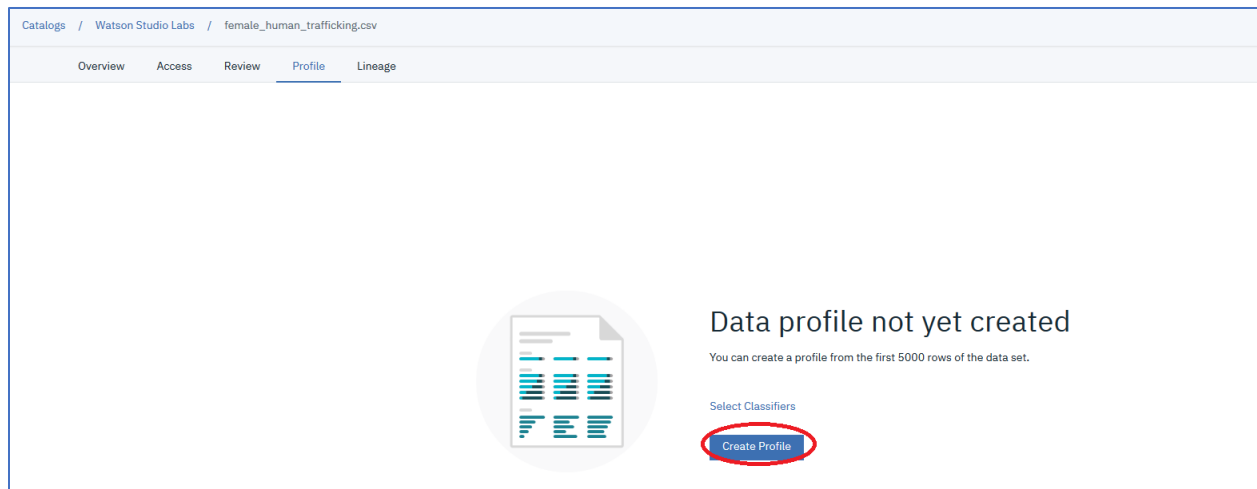 Catalogs / Watson Studio Labs / female_human_trafficking.csv
Overview Access Review Profile Lineage
Data profile not yet created
You can create a profile from the first 5000 rows of the data set.
Select Classifiers
Create Profile